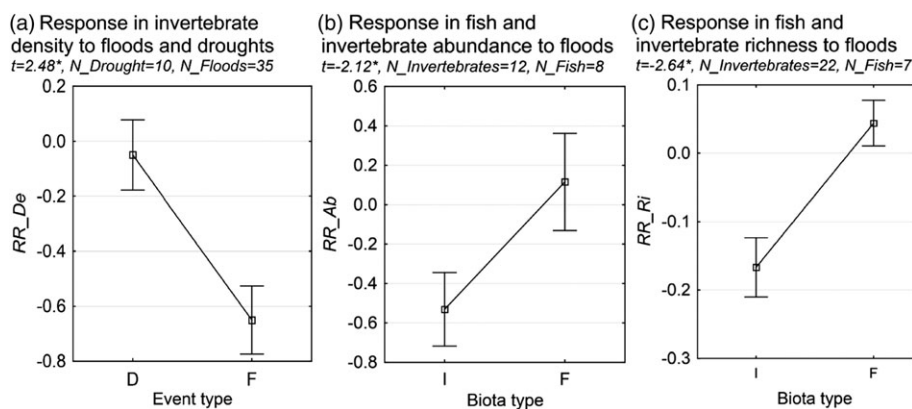 (a) Response in invertebrate
density to floods and droughts
t=2.48*, N_Drought=10, N_Floods=35
0.2
0.0
-0.2
-0.4
-0.6
-0.8
RR_De
D F
Event type
(b) Response in fish and
invertebrate abundance to floods
t=-2.12*, N_Invertebrates=12, N_Fish=8
0.6
0.4
0.2
0.0
-0.2
-0.4
-0.6
-0.8
RR_Ab
I F
Biota type
(c) Response in fish and
invertebrate richness to floods
t=-2.64*, N_Invertebrates=22, N_Fish=7
0.1
0.0
-0.1
-0.2
-0.3
RR_Ri
I F
Biota type